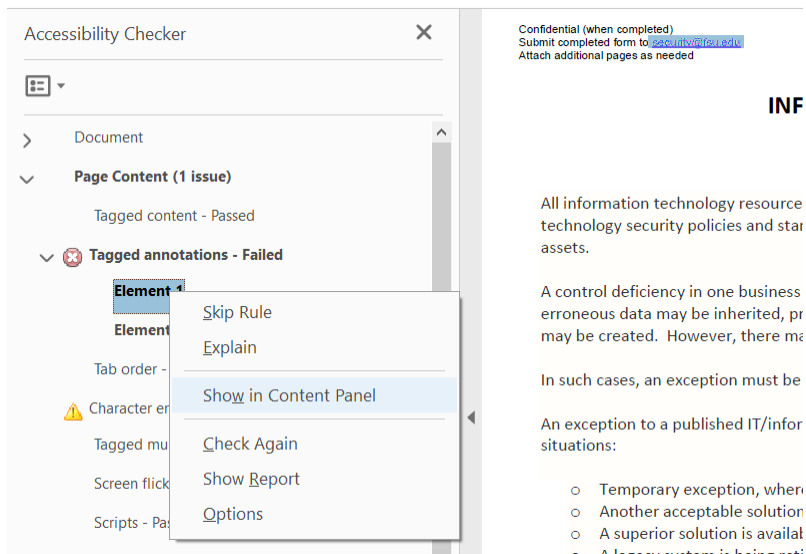 Accessibility Checker
Document
Page Content (1 issue)
Tagged content - Passed
Tagged annotations - Failed
Element 1
Element
Tab order -
Character en
Tagged mu
Screen flick
Scripts - Pas
Skip Rule
Explain
Show in Content Panel
Check Again
Show Report
Options
Confidential (when completed)
Submit completed form to security@fsu.edu
Attach additional pages as needed
INF
All information technology resource
technology security policies and star
assets.
A control deficiency in one business
erroneous data may be inherited, pr
may be created. However, there ma
In such cases, an exception must be
An exception to a published IT/infor
situations:
o Temporary exception, where
o Another acceptable solution
o A superior solution is availab